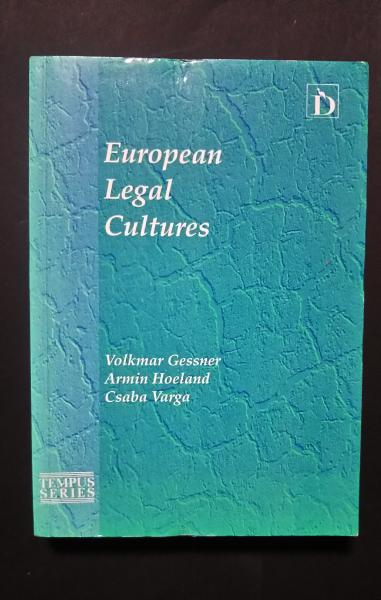 D
European
Legal
Cultures
Volkmar Gessner
Armin Hoeland
Csaba Varga
TEMPUS
SERIES